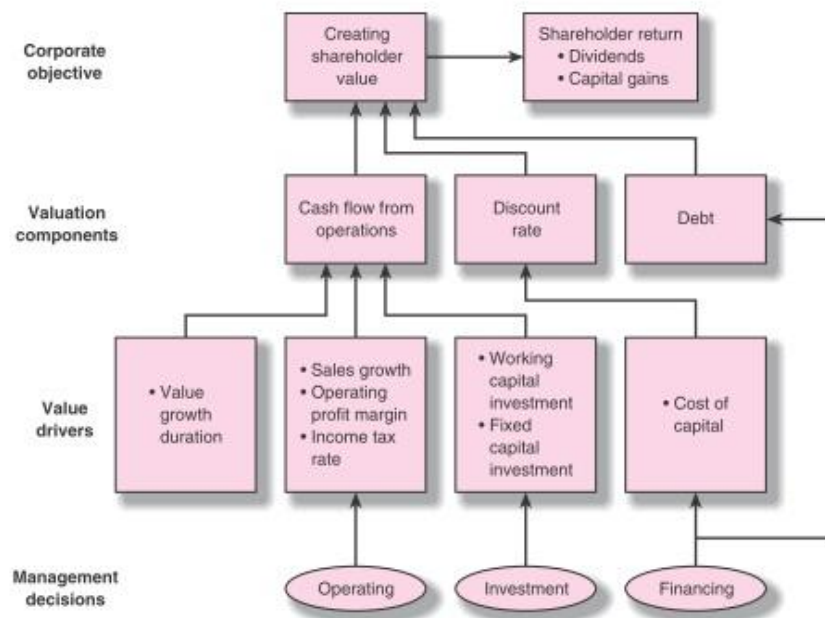 Corporate
objective
Creating
shareholder
value
Shareholder return
• Dividends
• Capital gains
Valuation
components
Cash flow from
operations
Discount
rate
Debt
Value
drivers
• Value
growth
duration
• Sales growth
• Operating
profit margin
• Income tax
rate
• Working
capital
investment
• Fixed
capital
investment
• Cost of
capital
Management
decisions
Operating
Investment
Financing